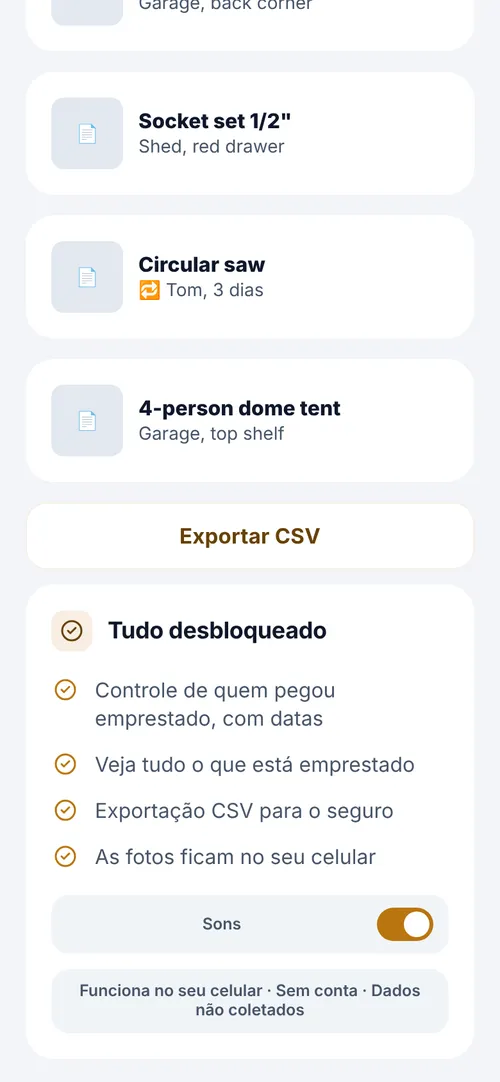 Garage, back corner
Socket set 1/2"
Shed, red drawer
Circular saw
🔁 Tom, 3 dias
4-person dome tent
Garage, top shelf
Exportar CSV
Tudo desbloqueado
Controle de quem pegou
emprestado, com datas
Veja tudo o que está emprestado
Exportação CSV para o seguro
As fotos ficam no seu celular
Sons
Funciona no seu celular · Sem conta · Dados
não coletados